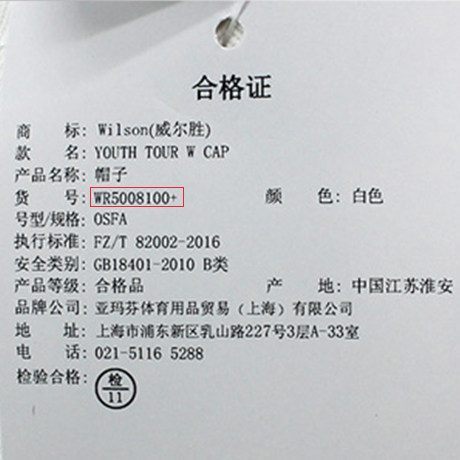 合格证
商 标: Wilson(威尔胜)
款 名: YOUTH TOUR W CAP
产品名称: 帽子
货 号: WR5008100+ 颜 色: 白色
号型/规格: OSFA
执行标准: FZ/T 82002-2016
安全类别: GB18401-2010 B类
产品等级: 合格品 产 地: 中国江苏淮安
品牌公司: 亚玛芬体育用品贸易（上海）有限公司
地 址: 上海市浦东新区乳山路227号3层A-33室
电 话: 021-5116 5288
检验合格: 检
11